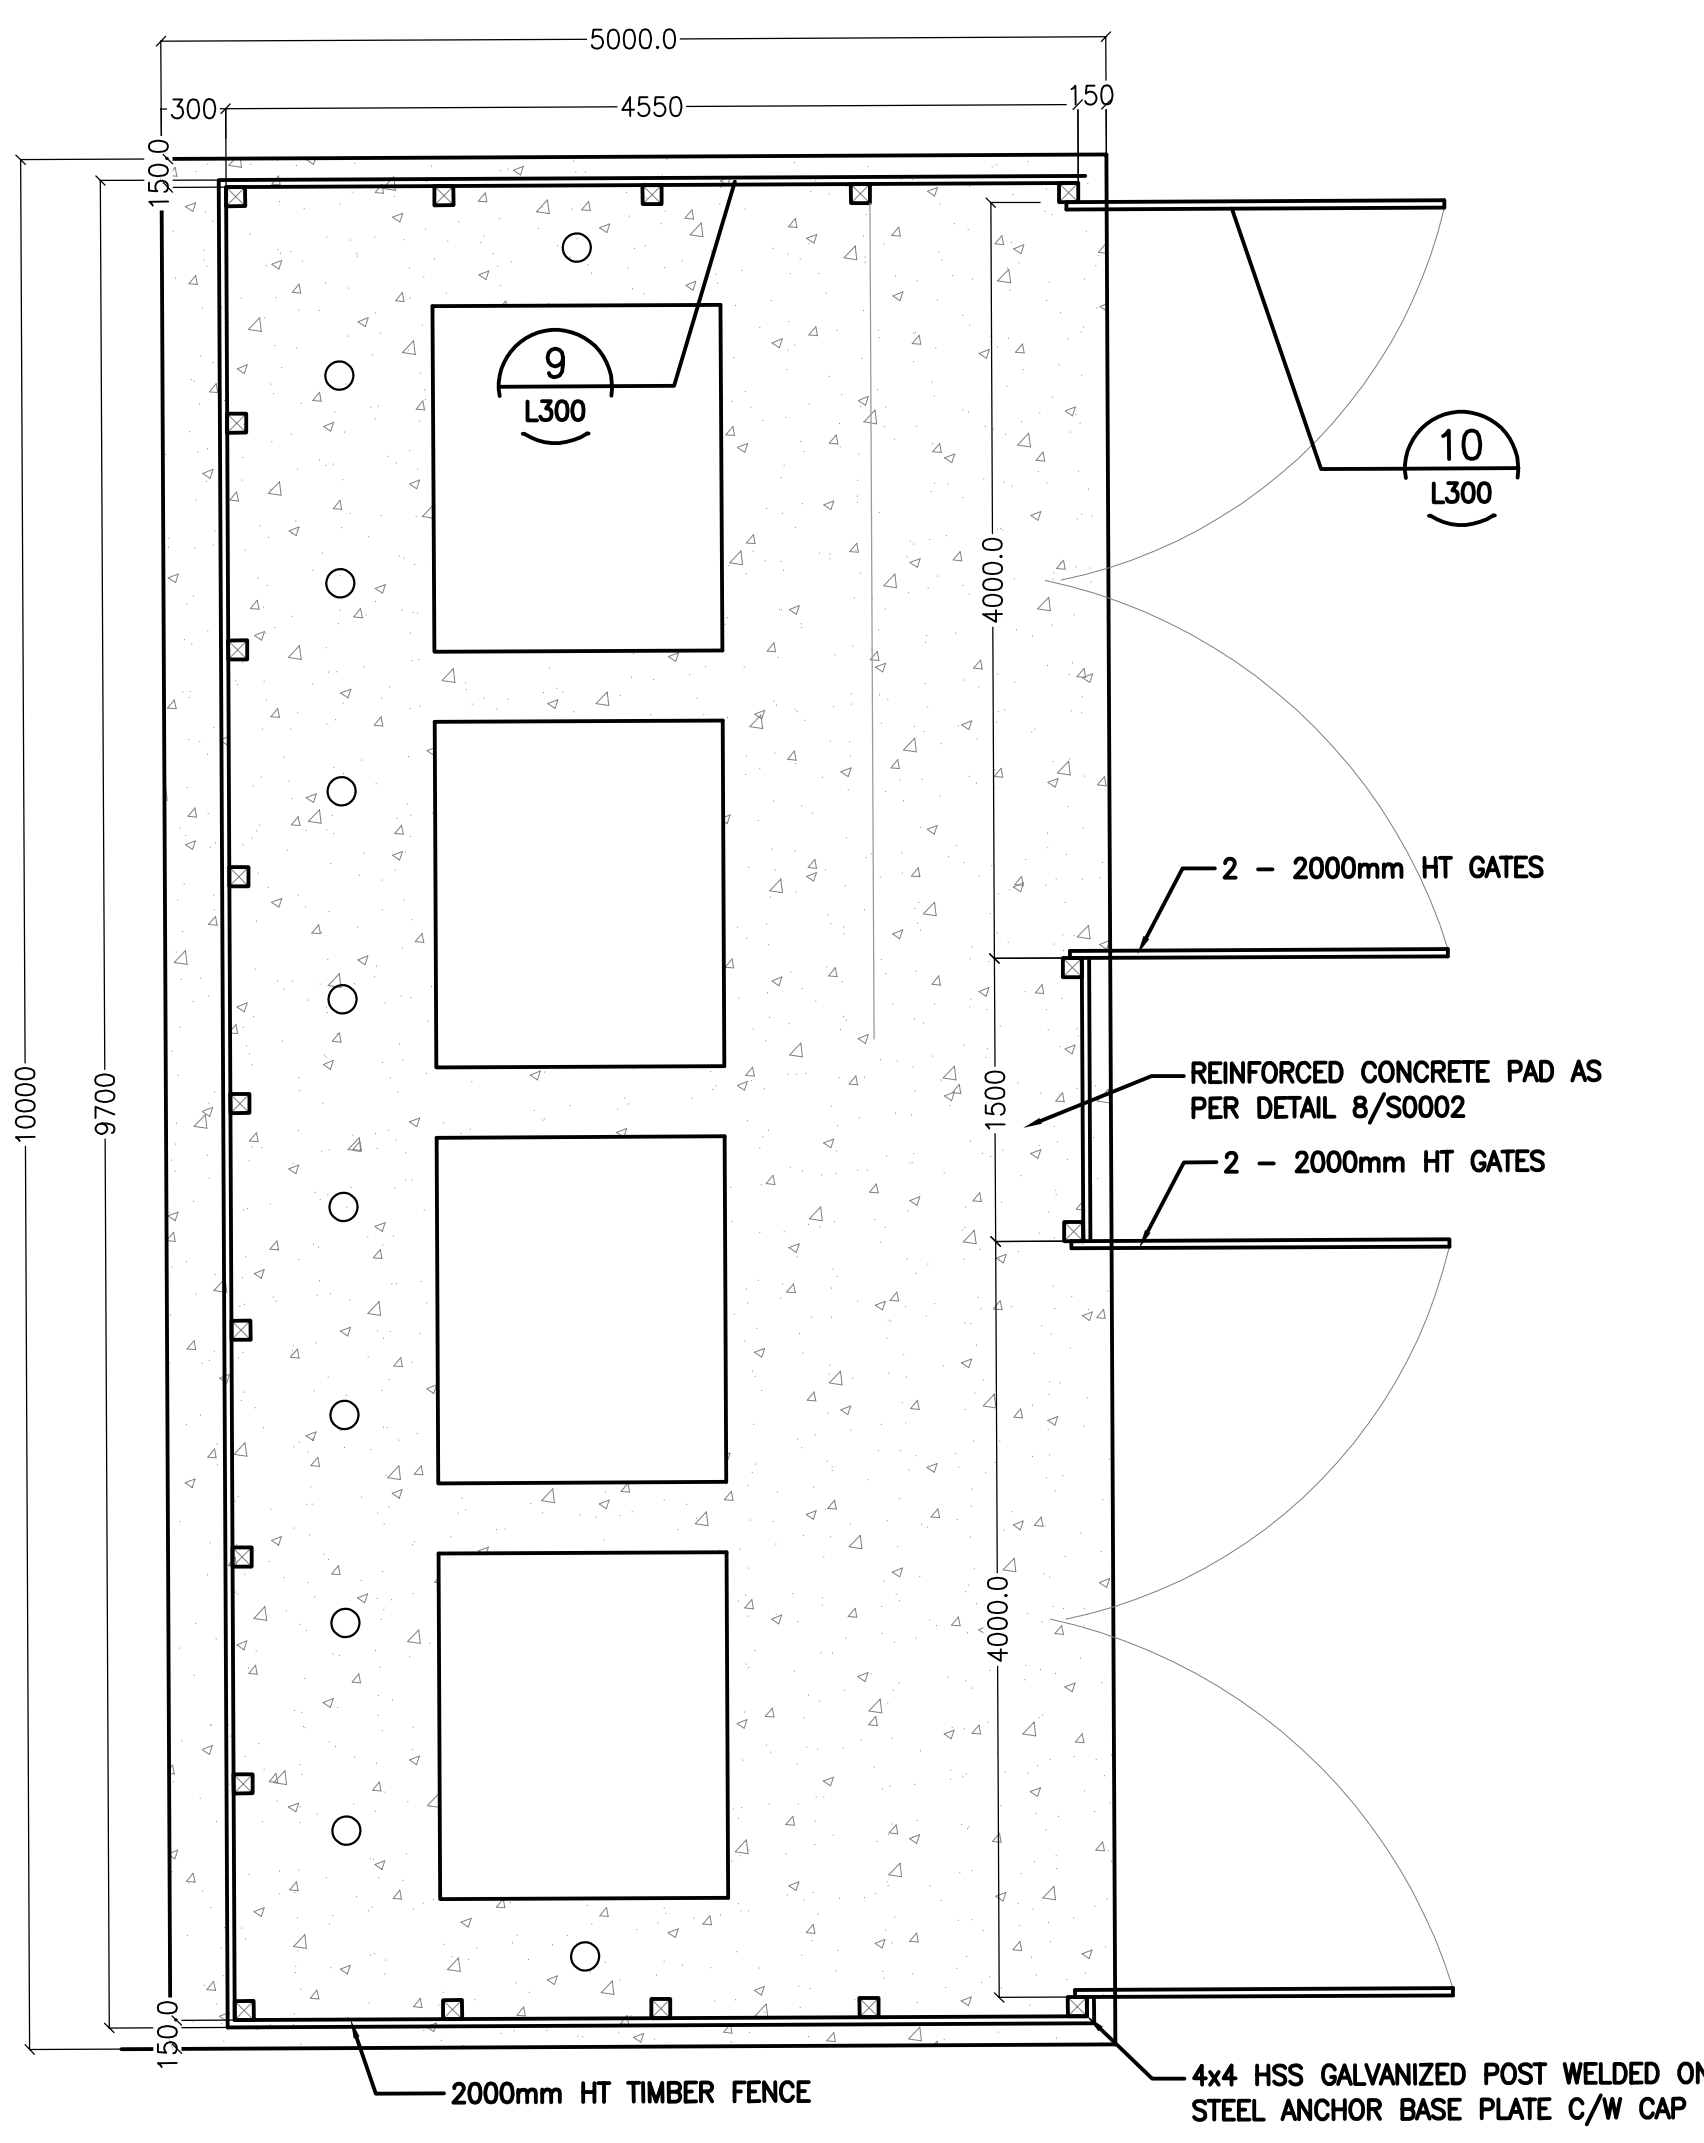 5000.0
300
4550
150
150.0
9
L300
10
L300
4000.0
2 - 2000mm HT GATES
10000
9700
1500
REINFORCED CONCRETE PAD AS
PER DETAIL 8/S0002
2 - 2000mm HT GATES
4000.0
150.0
2000mm HT TIMBER FENCE
4x4 HSS GALVANIZED POST WELDED ON
STEEL ANCHOR BASE PLATE C/W CAP